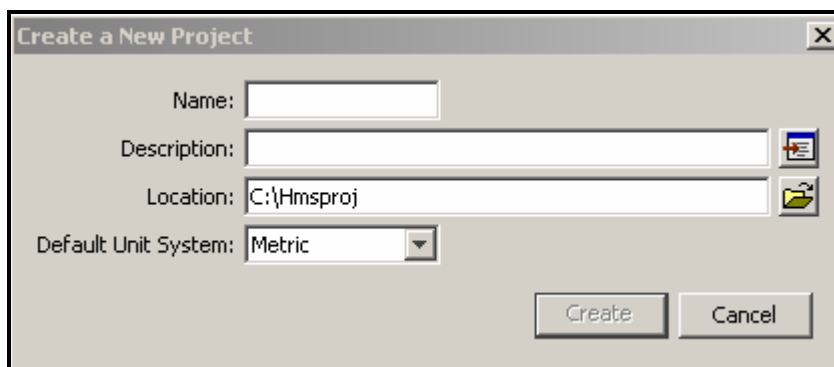 Create a New Project
Name:
Description:
Location: C:\Hmsproj
Default Unit System: Metric
Create Cancel